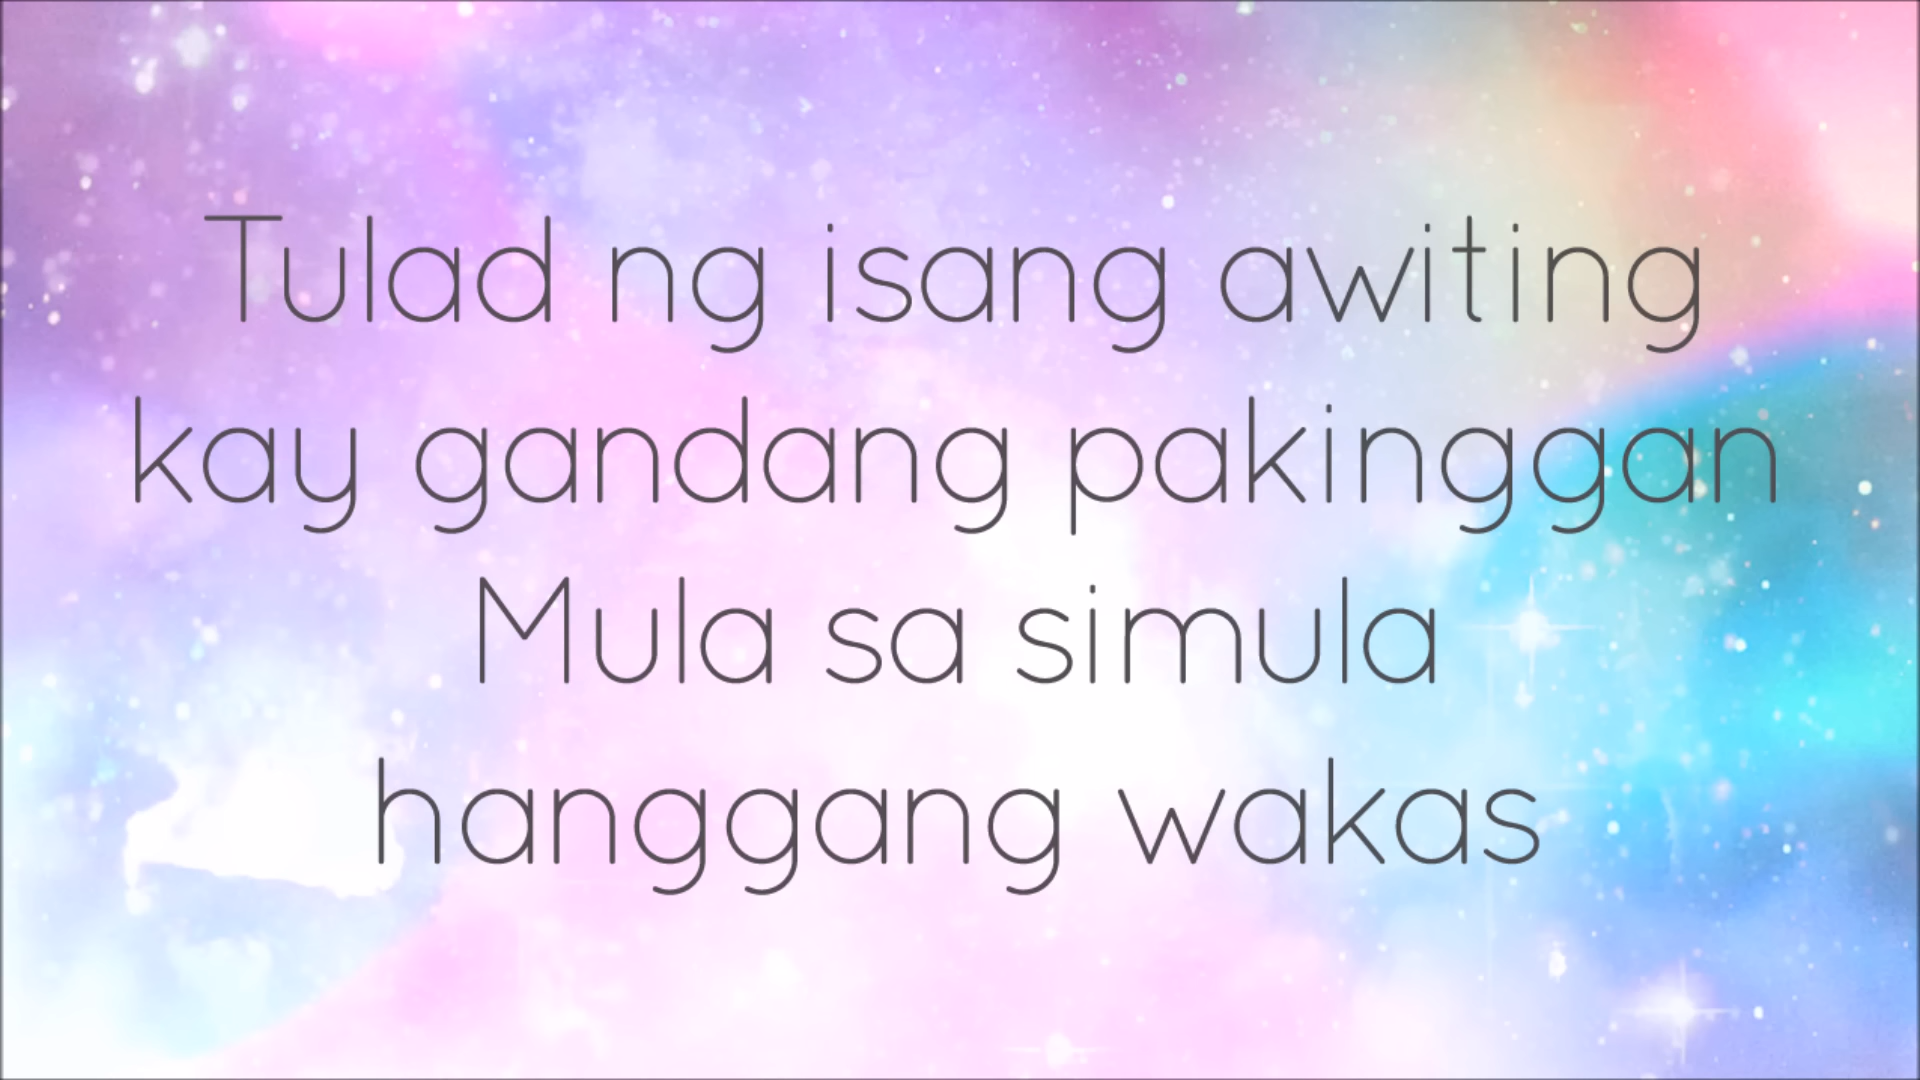 Tulad ng isang awiting
kay gandang pakinggan
Mula sa simula
hanggang wakas